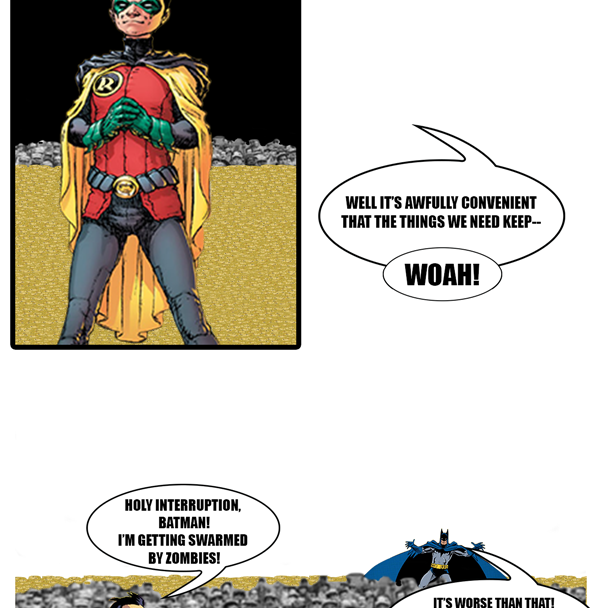 R
WELL IT'S AWFULLY CONVENIENT
THAT THE THINGS WE NEED KEEP--
WOAH!
HOLY INTERRUPTION,
BATMAN!
I'M GETTING SWARMED
BY ZOMBIES!
IT'S WORSE THAN THAT!